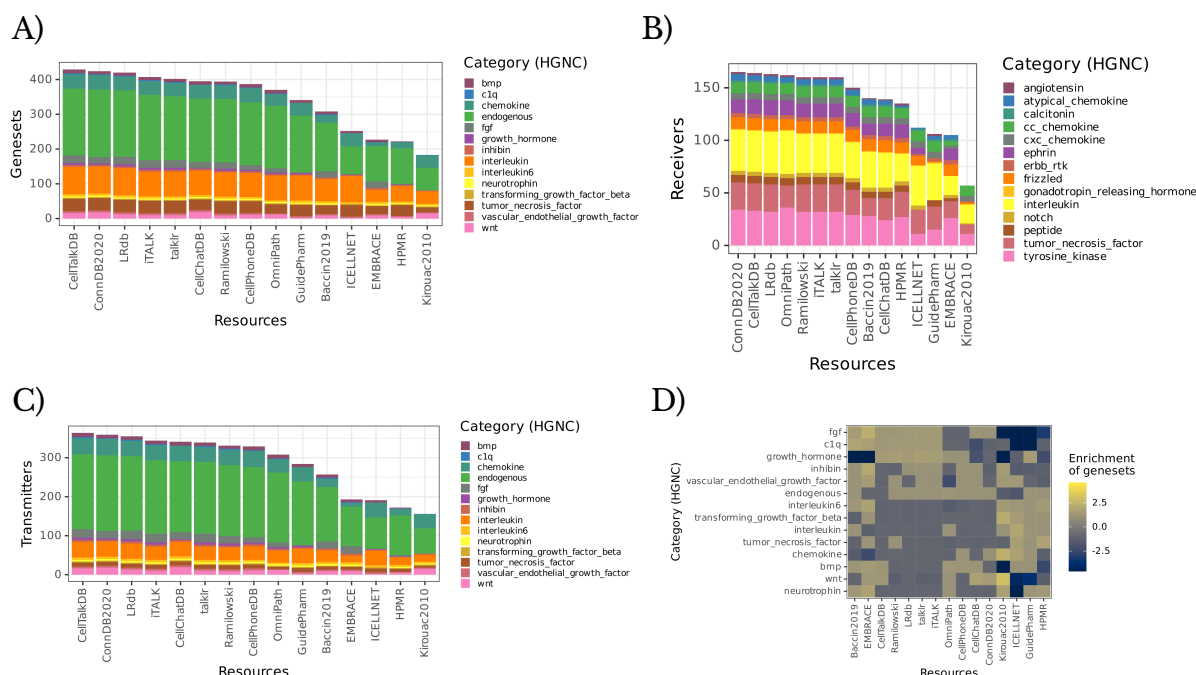 A)
Genesets
400
300
200
100
0
CellTalkDB
ConnDB2020
LRdb
iTALK
talklr
CellChatDB
Ramilowski
CellPhoneDB
OmniPath
GuidePharm
Baccin2019
ICELLNET
EMBRACE
HPMR
Kirouac2010
Resources
Category (HGNC)
bmp
c1q
chemokine
endogenous
fgf
growth_hormone
inhibin
interleukin
interleukin6
neurotrophin
transforming_growth_factor_beta
tumor_necrosis_factor
vascular_endothelial_growth_factor
wnt
B)
Receivers
150
100
50
0
ConnDB2020
CellTalkDB
LRdb
OmniPath
Ramilowski
iTALK
talklr
CellPhoneDB
Baccin2019
CellChatDB
HPMR
ICELLNET
GuidePharm
EMBRACE
Kirouac2010
Resources
Category (HGNC)
angiotensin
atypical_chemokine
calcitonin
cc_chemokine
cxc_chemokine
ephrin
erbb_rtk
frizzled
gonadotropin_releasing_hormone
interleukin
notch
peptide
tumor_necrosis_factor
tyrosine_kinase
C)
Transmitters
300
200
100
0
CellTalkDB
ConnDB2020
LRdb
iTALK
CellChatDB
talklr
Ramilowski
CellPhoneDB
OmniPath
GuidePharm
Baccin2019
EMBRACE
ICELLNET
HPMR
Kirouac2010
Resources
Category (HGNC)
bmp
c1q
chemokine
endogenous
fgf
growth_hormone
inhibin
interleukin
interleukin6
neurotrophin
transforming_growth_factor_beta
tumor_necrosis_factor
vascular_endothelial_growth_factor
wnt
D)
Category (HGNC)
fgf
c1q
growth_hormone
inhibin
vascular_endothelial_growth_factor
endogenous
interleukin6
transforming_growth_factor_beta
interleukin
tumor_necrosis_factor
chemokine
bmp
wnt
neurotrophin
Baccin2019
EMBRACE
CellTalkDB
Ramilowski
LRdb
talklr
iTALK
OmniPath
CellPhoneDB
CellChatDB
ConnDB2020
Kirouac2010
ICELLNET
GuidePharm
HPMR
Resources
Enrichment
of genesets
2.5
0.0
-2.5